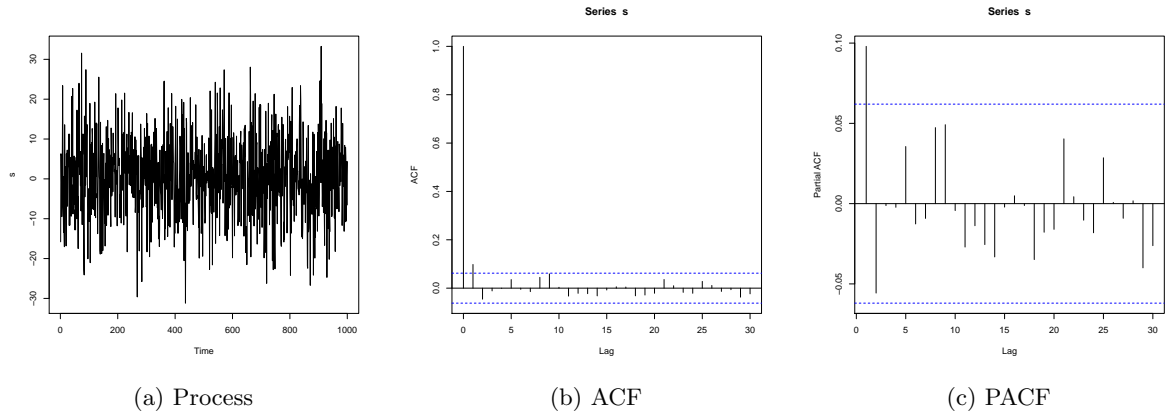 Series s
Series s
30
20
10
0
-10
-20
-30
s
0 200 400 600 800 1000
Time
1.0
0.8
0.6
0.4
0.2
0.0
ACF
0 5 10 15 20 25 30
Lag
0.10
0.05
0.00
-0.05
Partial ACF
0 5 10 15 20 25 30
Lag
(a) Process
(b) ACF
(c) PACF